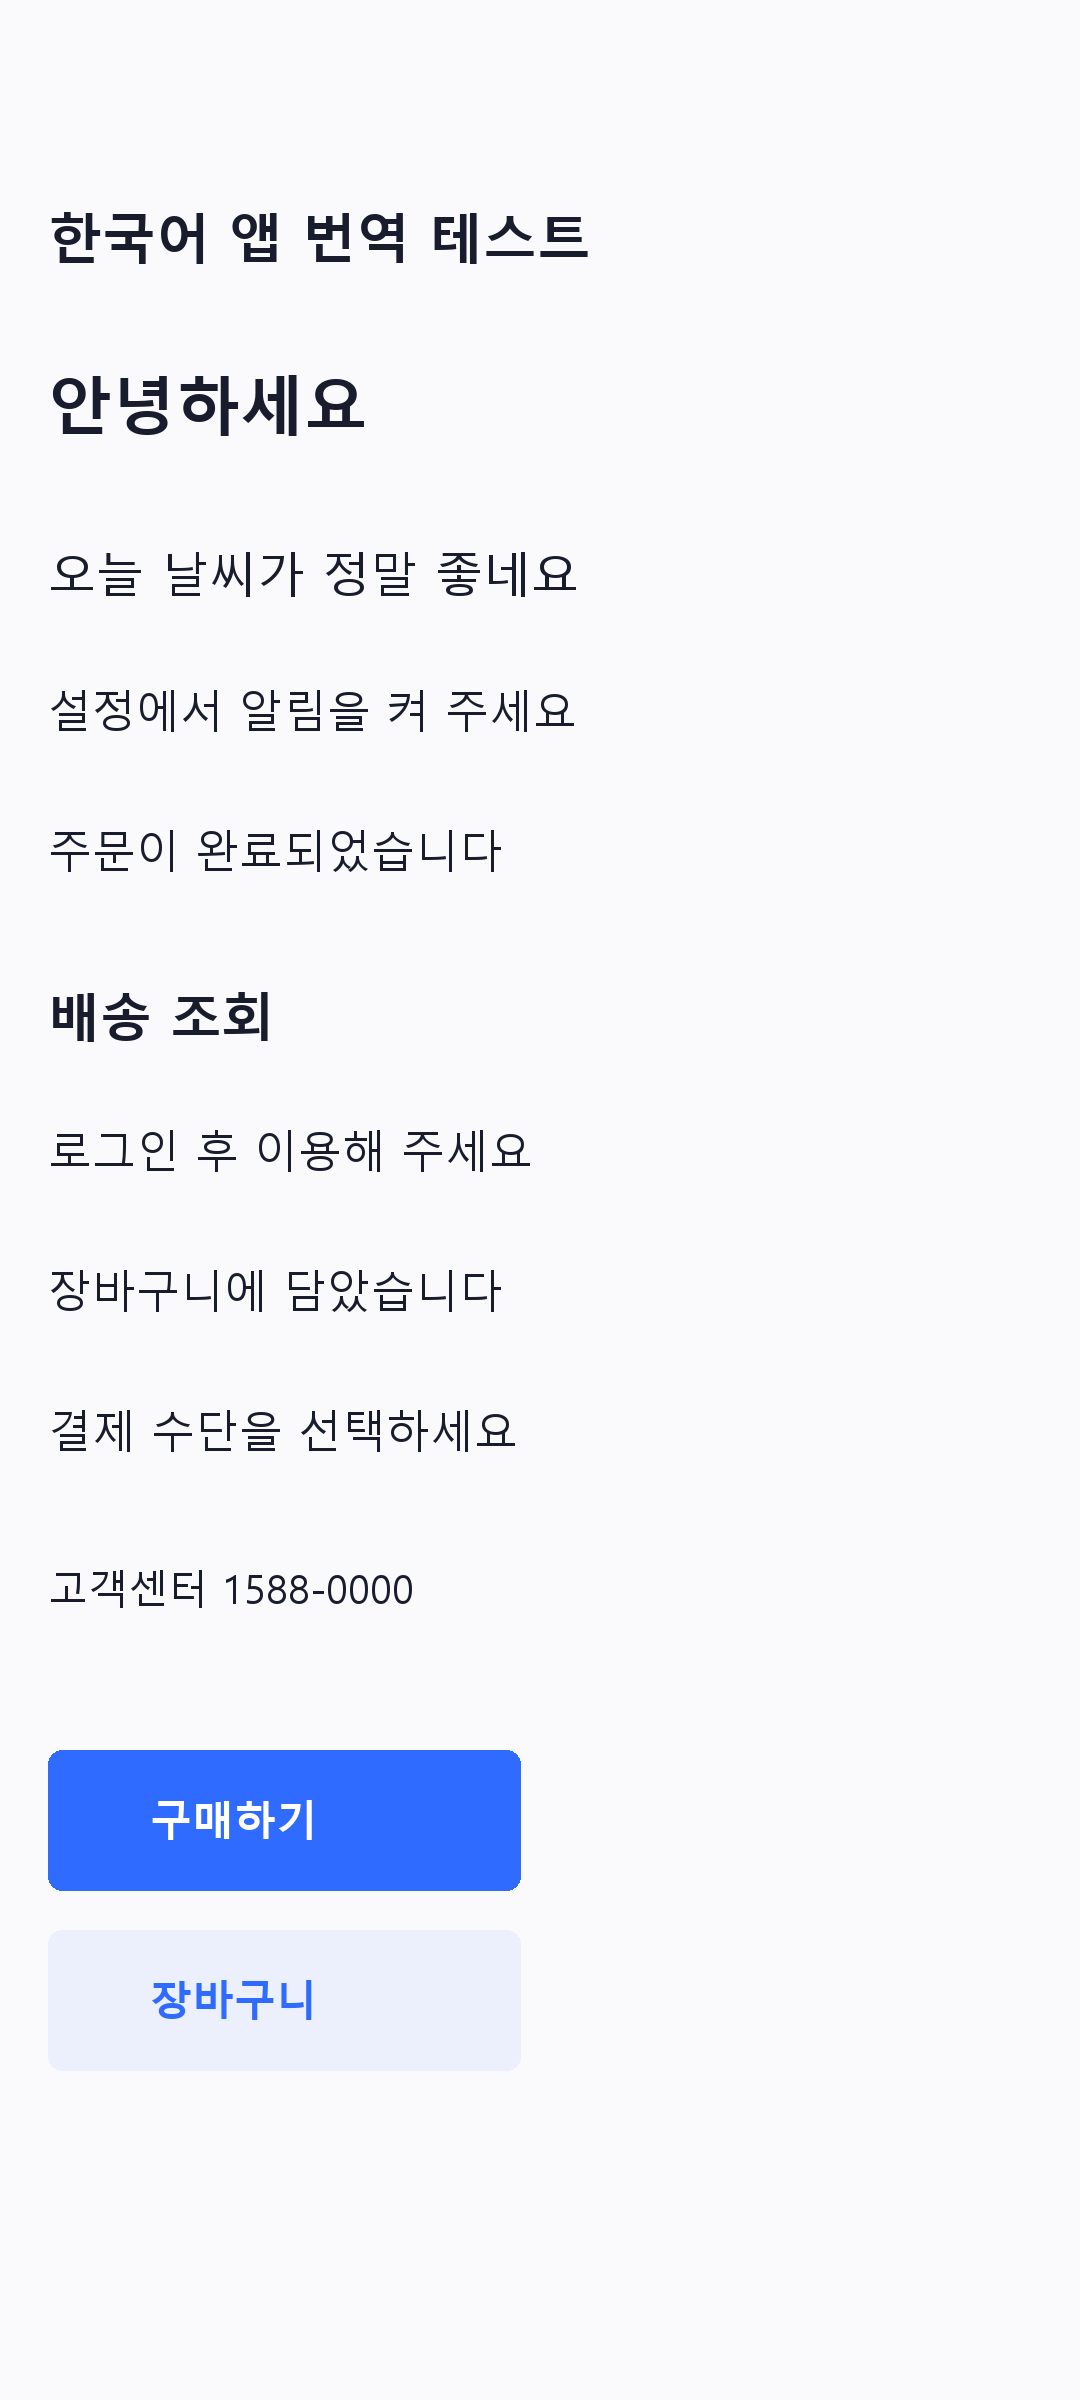 한국어 앱 번역 테스트
안녕하세요
오늘 날씨가 정말 좋네요
설정에서 알림을 켜 주세요
주문이 완료되었습니다
배송 조회
로그인 후 이용해 주세요
장바구니에 담았습니다
결제 수단을 선택하세요
고객센터 1588-0000
구매하기
장바구니